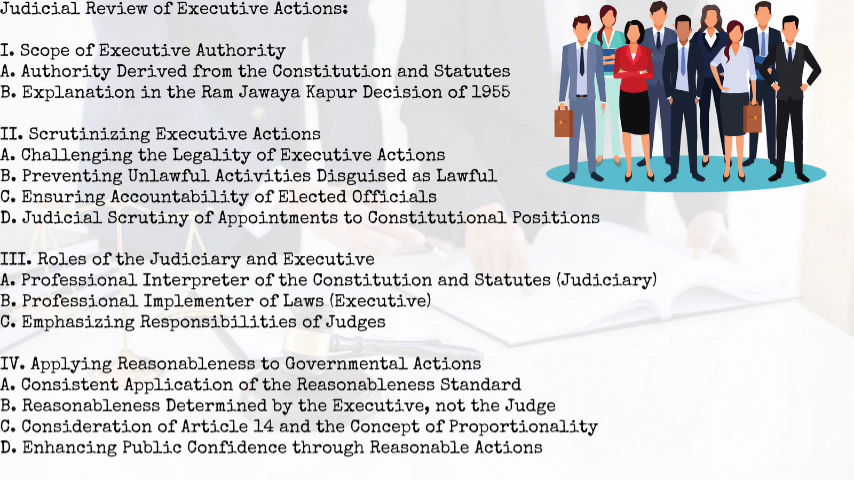 Judicial Review of Executive Actions:
I. Scope of Executive Authority
A. Authority Derived from the Constitution and Statutes
B. Explanation in the Ram Jawaya Kapur Decision of 1955
II. Scrutinizing Executive Actions
A. Challenging the Legality of Executive Actions
B. Preventing Unlawful Activities Disguised as Lawful
C. Ensuring Accountability of Elected Officials
D. Judicial Scrutiny of Appointments to Constitutional Positions
III. Roles of the Judiciary and Executive
A. Professional Interpreter of the Constitution and Statutes (Judiciary)
B. Professional Implementer of Laws (Executive)
C. Emphasizing Responsibilities of Judges
IV. Applying Reasonableness to Governmental Actions
A. Consistent Application of the Reasonableness Standard
B. Reasonableness Determined by the Executive, not the Judge
C. Consideration of Article 14 and the Concept of Proportionality
D. Enhancing Public Confidence through Reasonable Actions